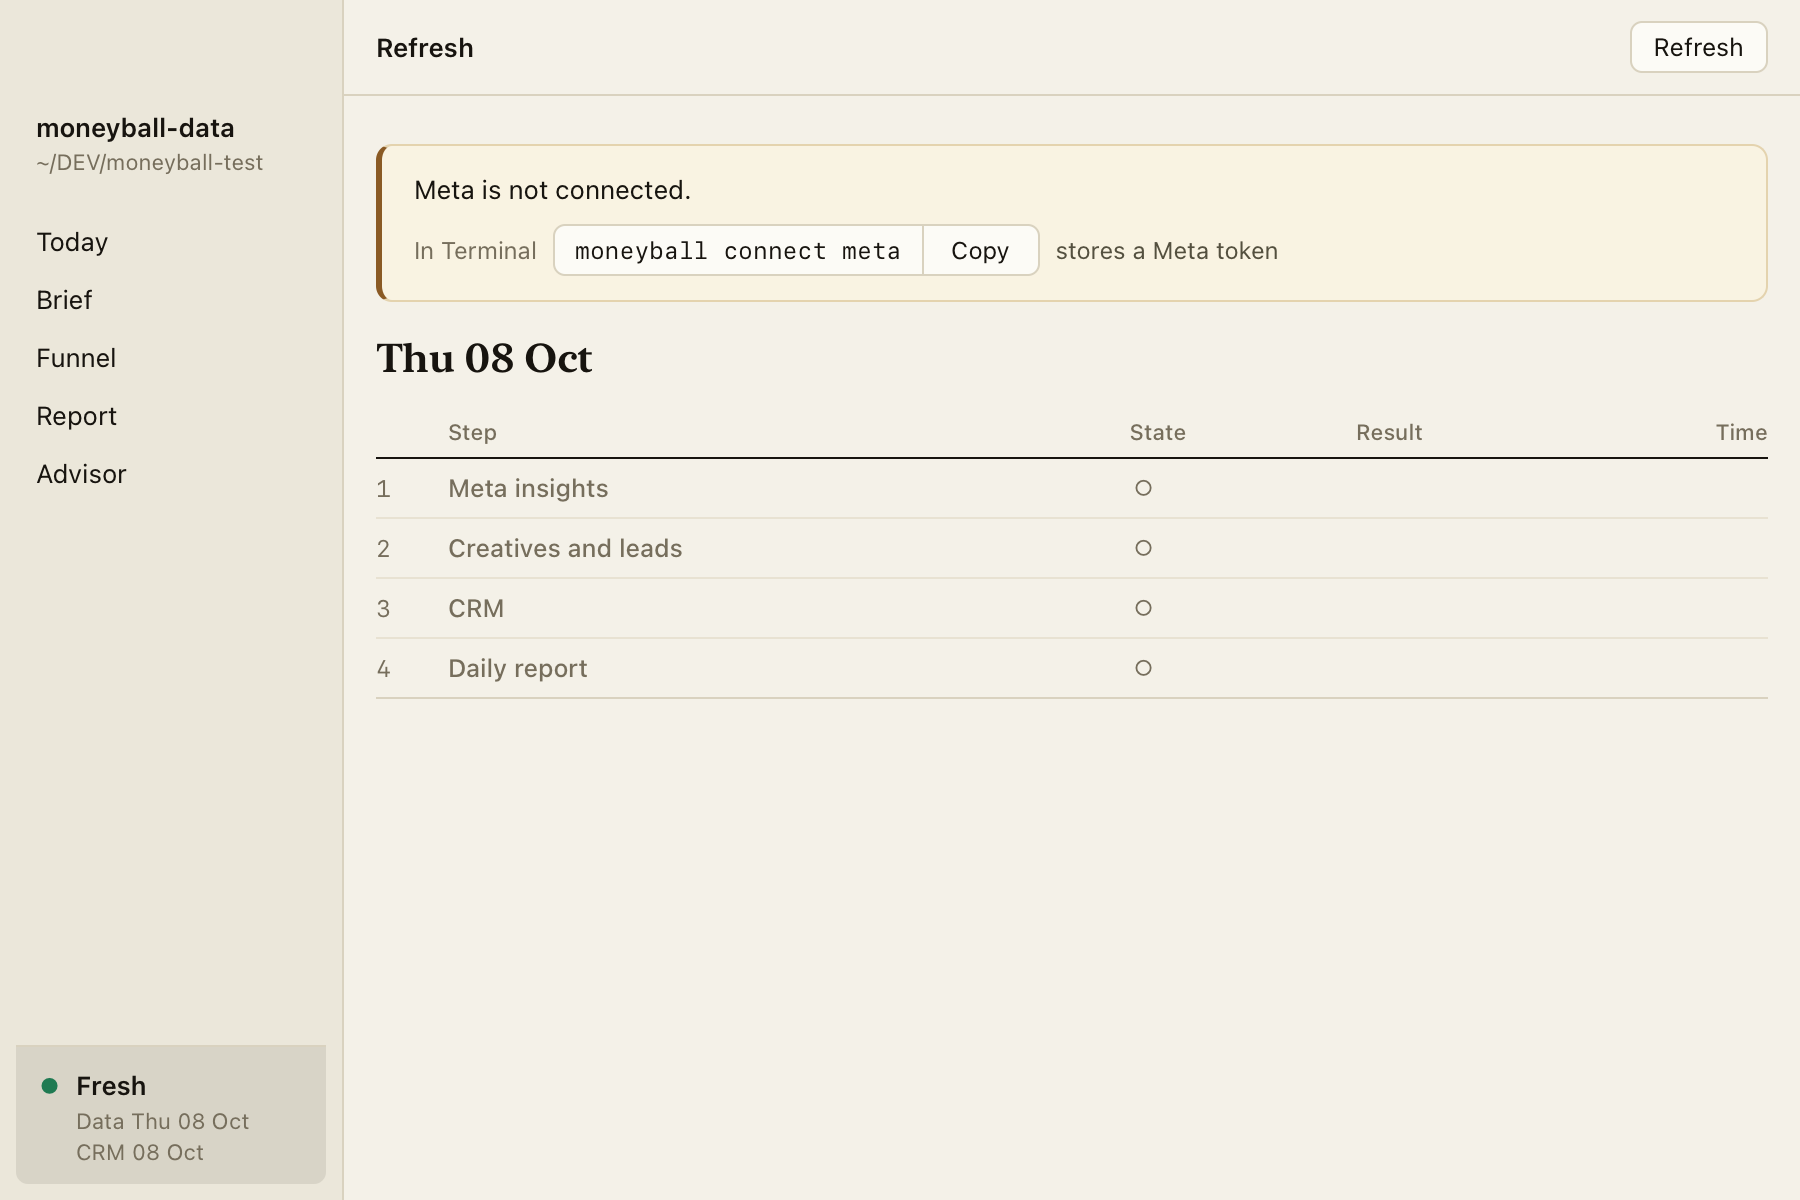 moneyball-data
~/DEV/moneyball-test
Today
Brief
Funnel
Report
Advisor
Fresh
Data Thu 08 Oct
CRM 08 Oct
Refresh
Refresh
Meta is not connected.
In Terminal moneyball connect meta Copy stores a Meta token
Thu 08 Oct
Step State Result Time
1 Meta insights
2 Creatives and leads
3 CRM
4 Daily report